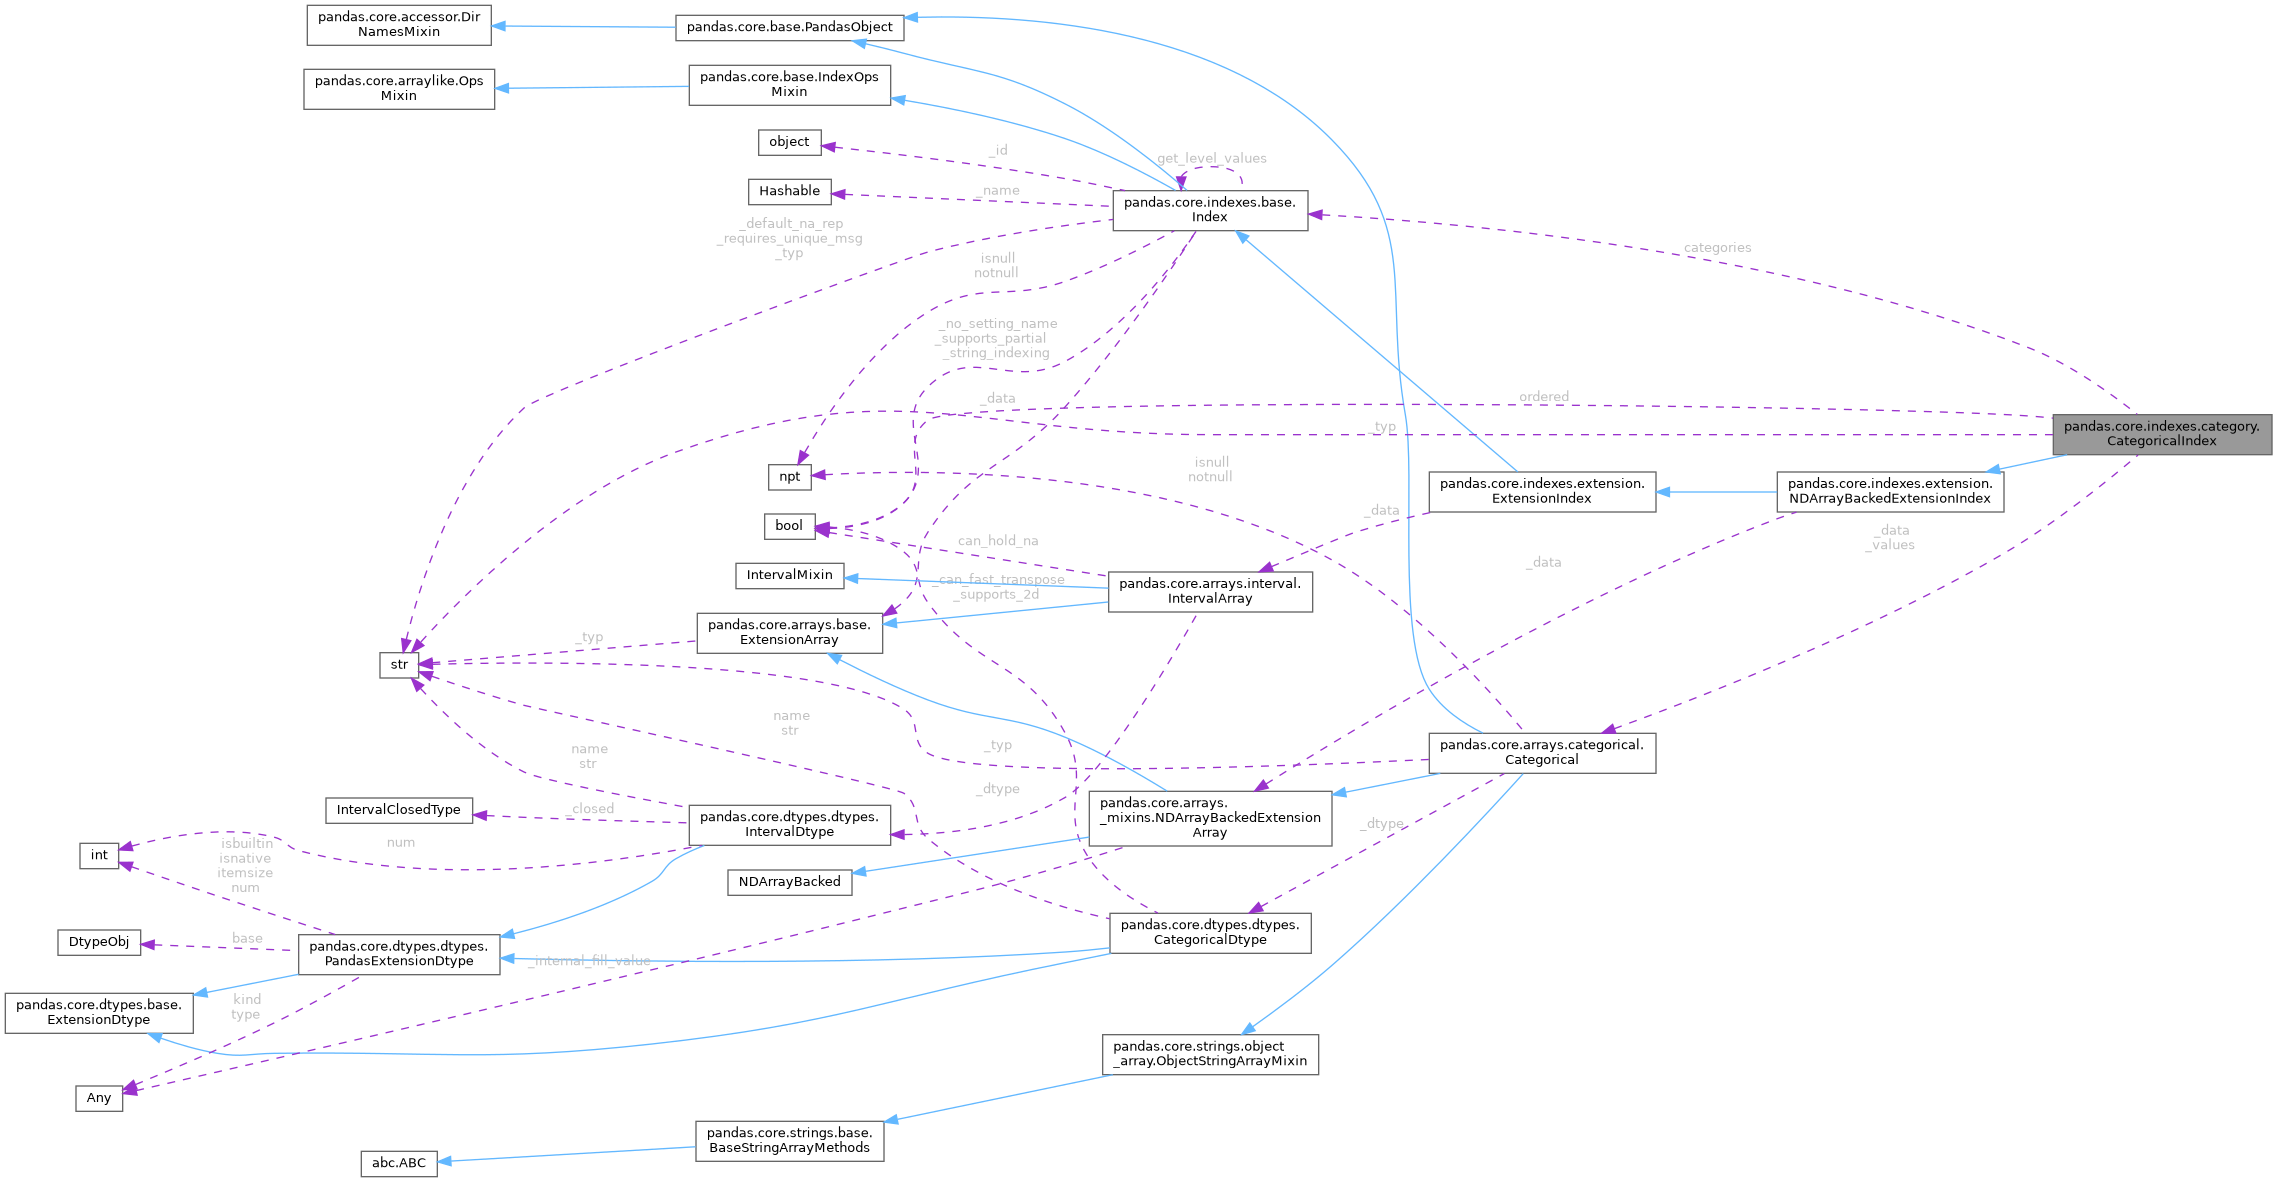 pandas.core.accessor.Dir
NamesMixin
pandas.core.base.PandasObject
pandas.core.arraylike.Ops
Mixin
pandas.core.base.IndexOps
Mixin
object
_id
get_level_values
Hashable
_name
pandas.core.indexes.base.
Index
_default_na_rep
_requires_unique_msg
_typ
isnull
notnull
categories
_no_setting_name
_supports_partial
_string_indexing
_data
ordered
_typ
pandas.core.indexes.category.
CategoricalIndex
npt
isnull
notnull
pandas.core.indexes.extension.
ExtensionIndex
pandas.core.indexes.extension.
NDArrayBackedExtensionIndex
bool
can_hold_na
_data
_data
_values
_data
IntervalMixin
_can_fast_transpose
_supports_2d
pandas.core.arrays.interval.
IntervalArray
pandas.core.arrays.base.
ExtensionArray
_typ
str
name
str
name
str
_typ
pandas.core.arrays.categorical.
Categorical
_dtype
IntervalClosedType
_closed
pandas.core.dtypes.dtypes.
IntervalDtype
pandas.core.arrays.
_mixins.NDArrayBackedExtension
Array
_dtype
int
num
isbuiltin
isnative
itemsize
num
NDArrayBacked
DtypeObj
base
pandas.core.dtypes.dtypes.
PandasExtensionDtype
pandas.core.dtypes.dtypes.
CategoricalDtype
_internal_fill_value
pandas.core.dtypes.base.
ExtensionDtype
kind
type
pandas.core.strings.object
_array.ObjectStringArrayMixin
Any
pandas.core.strings.base.
BaseStringArrayMethods
abc.ABC